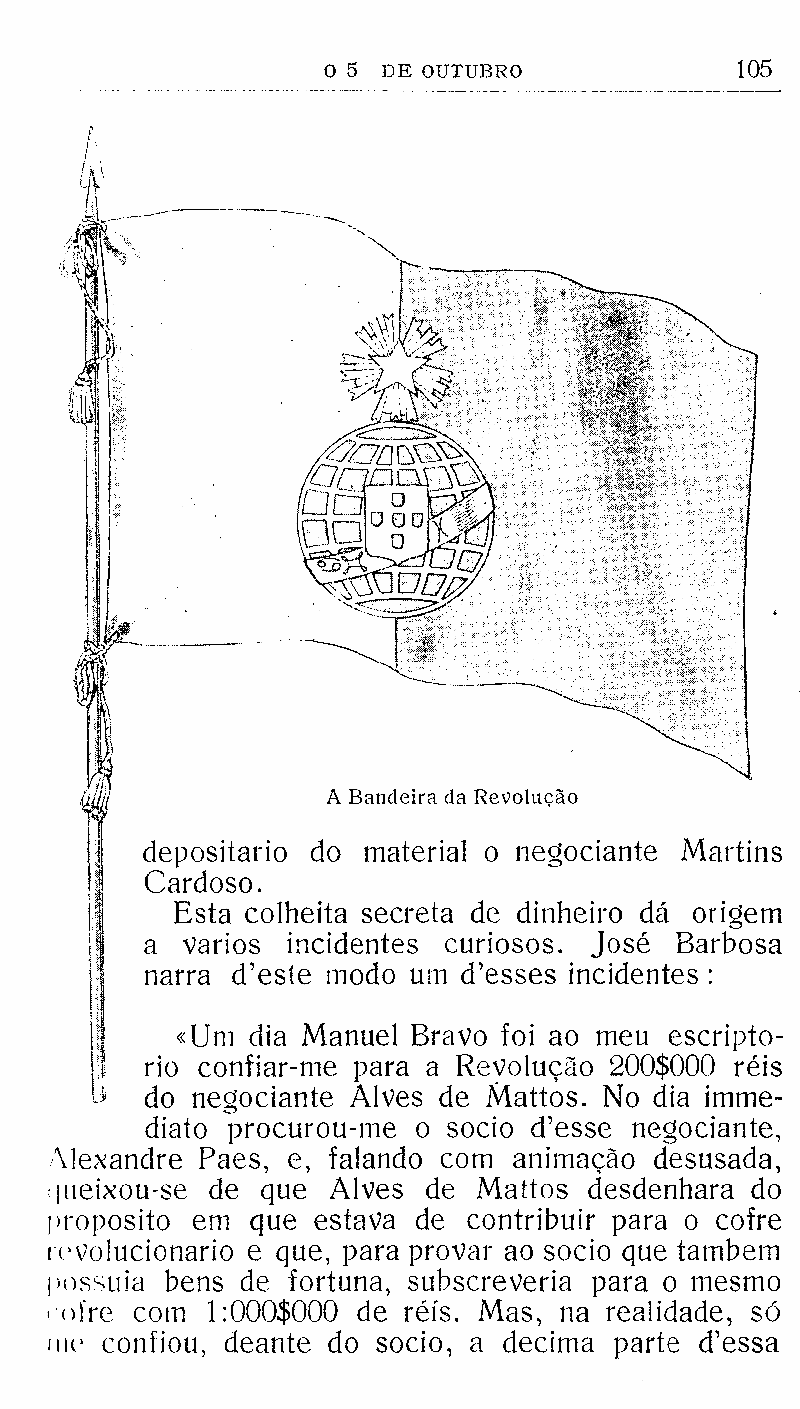 O 5 DE OUTUBRO 105
A Bandeira da Revolução
depositario do material o negociante Martins
Cardoso.
Esta colheita secreta de dinheiro dá origem
a varios incidentes curiosos. José Barbosa
narra d'este modo um d'esses incidentes:
«Um dia Manuel Bravo foi ao meu escripto-
rio confiar-me para a Revolução 200$000 réis
do negociante Alves de Mattos. No dia imme-
diato procurou-me o socio d'esse negociante,
Alexandre Paes, e, falando com animação desusada,
queixou-se de que Alves de Mattos desdenhara do
proposito em que estava de contribuir para o cofre
revolucionario e que, para provar ao socio que tambem
possuia bens de fortuna, subscreveria para o mesmo
cofre com 1:000$000 de réis. Mas, na realidade, só
me confiou, deante do socio, a decima parte d'essa